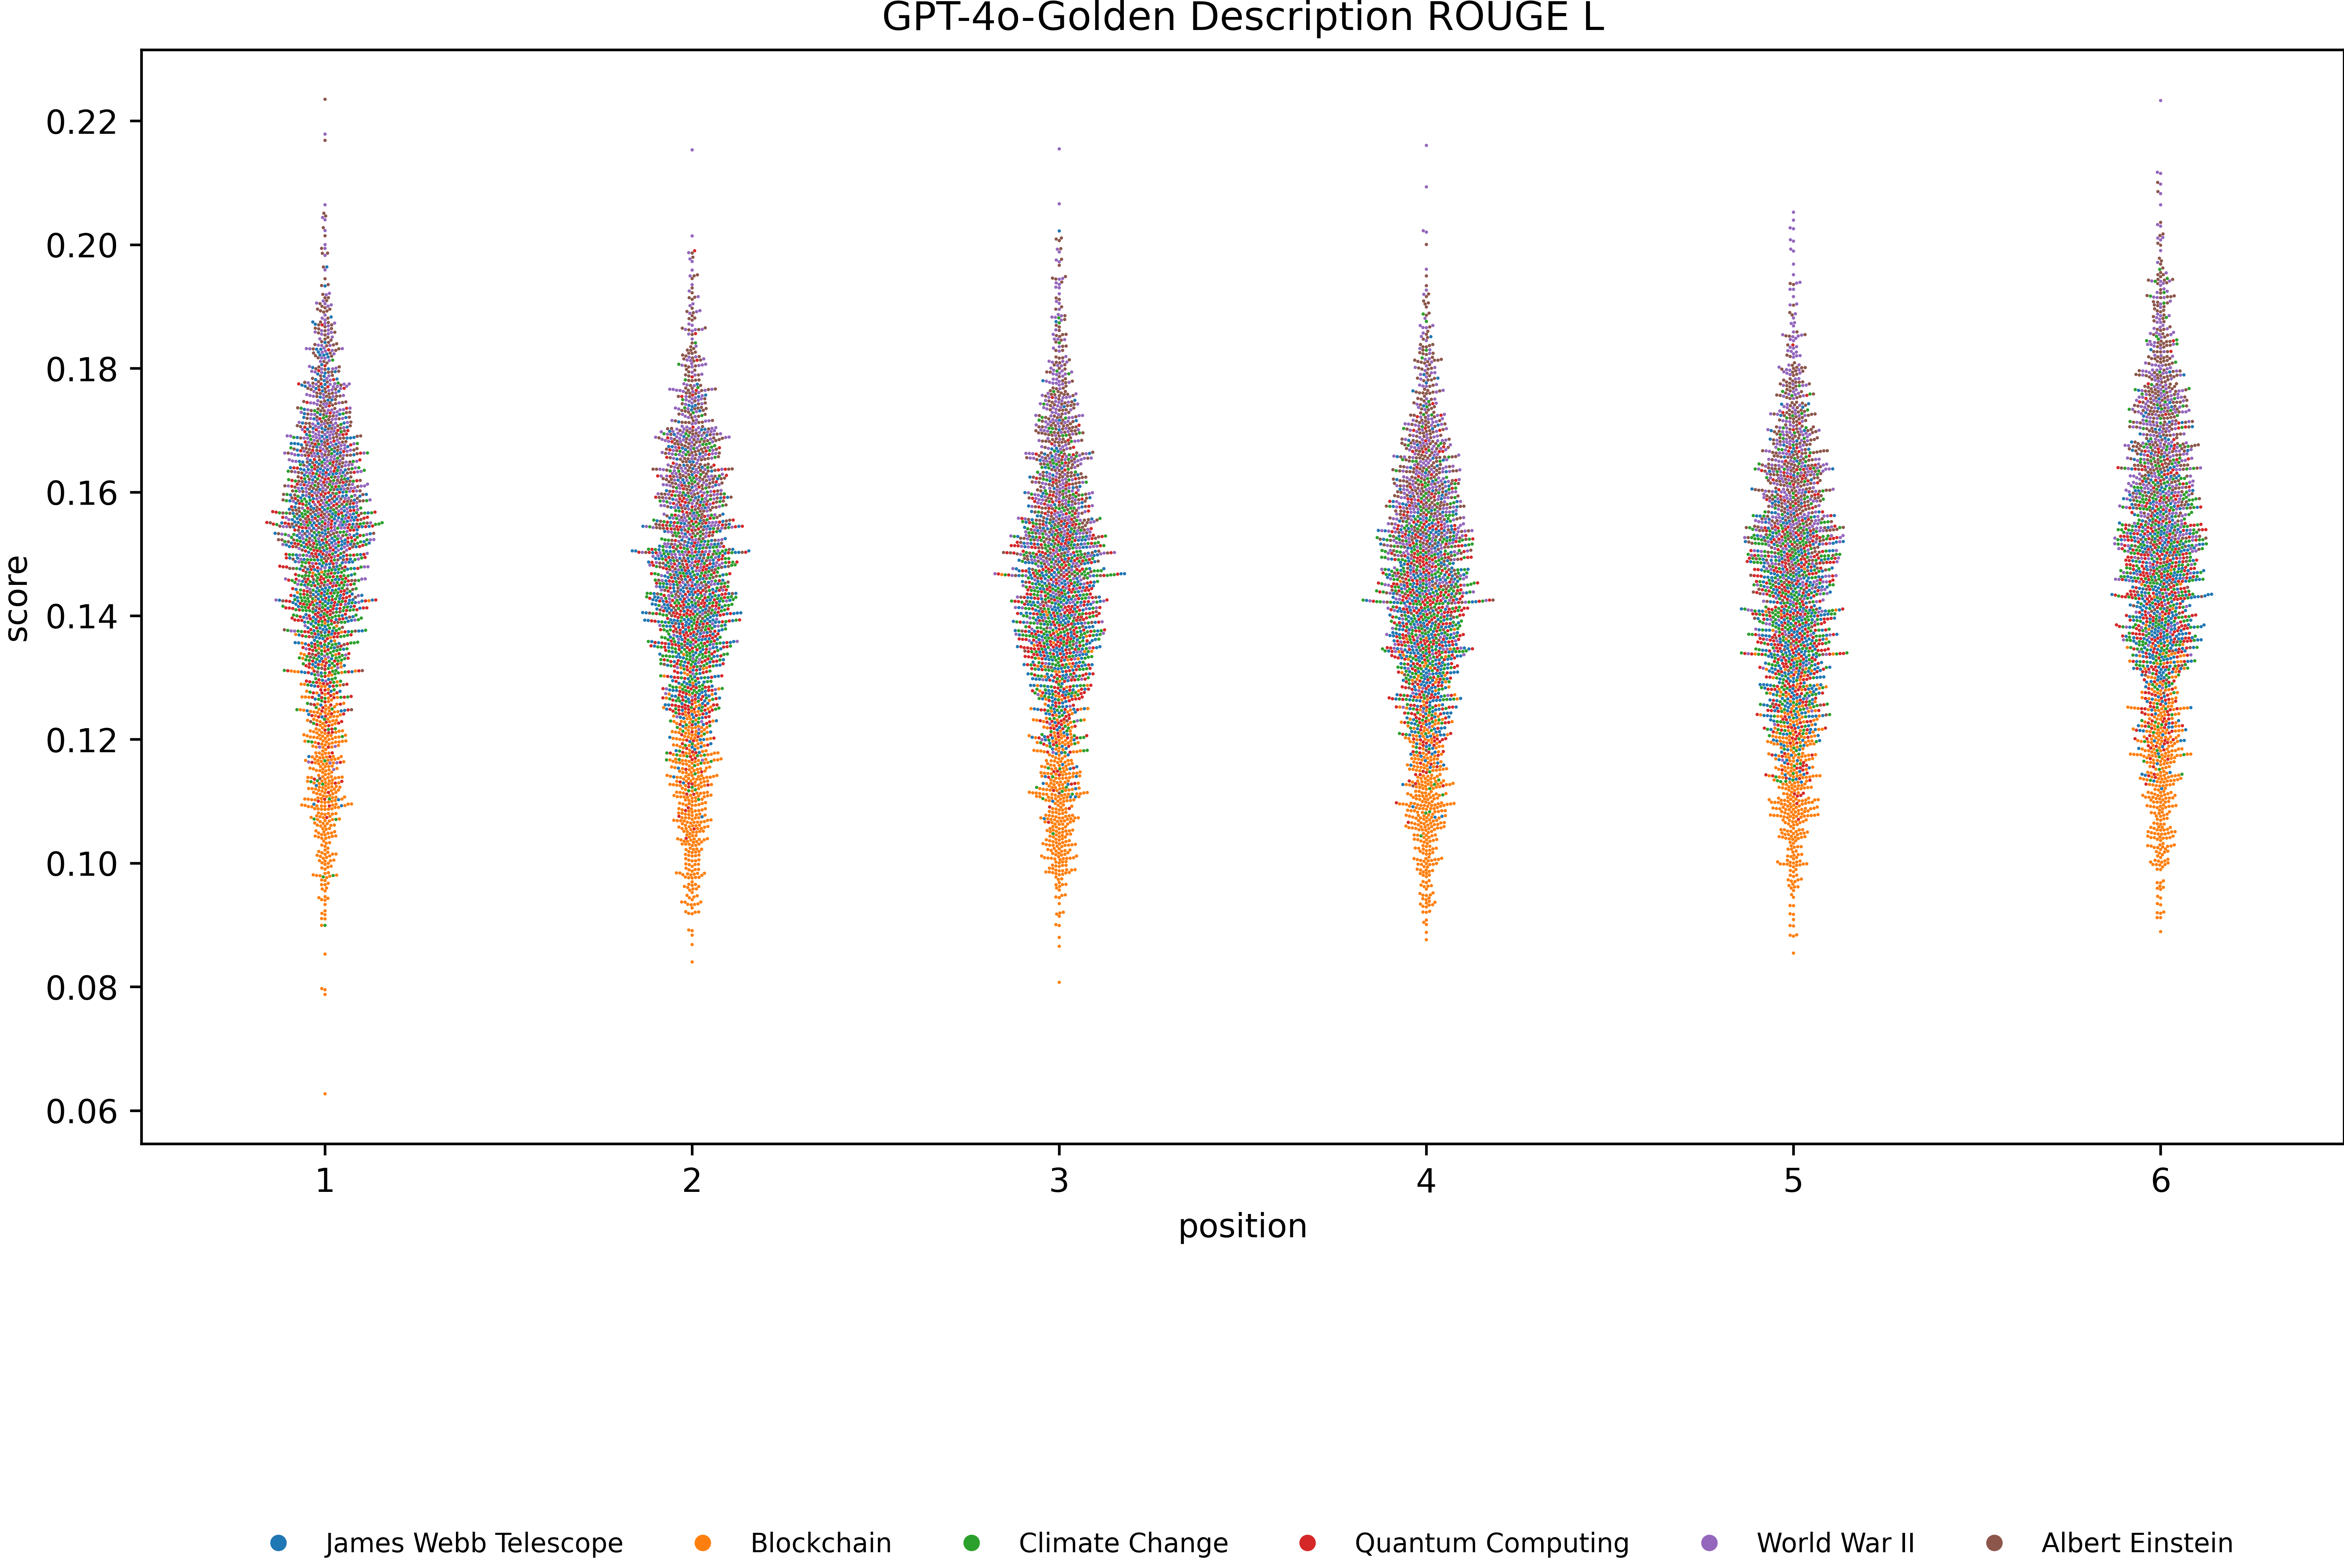 GPT-4o-Golden Description ROUGE L
score
0.22
0.20
0.18
0.16
0.14
0.12
0.10
0.08
0.06
1 2 3 4 5 6
position
James Webb Telescope Blockchain Climate Change Quantum Computing World War II Albert Einstein